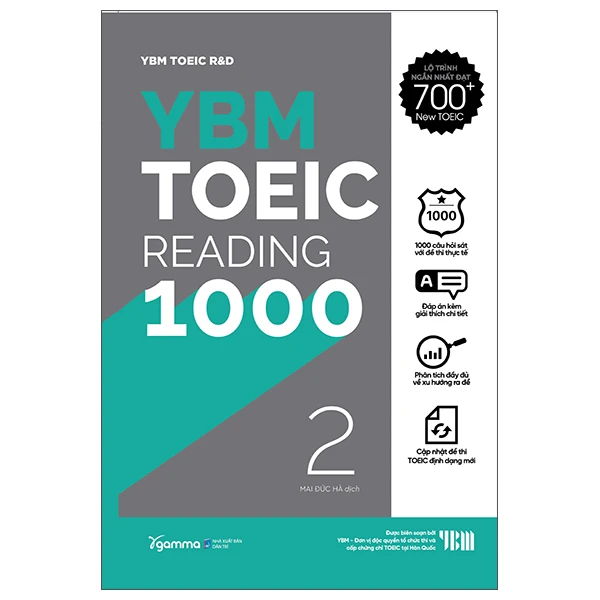 YBM TOEIC R&D
LỘ TRÌNH
NGẮN NHẤT ĐẠT
700+
New TOEIC
YBM
TOEIC
READING
1000
1000
1000 câu hỏi sát
với đề thi thực tế
A
Đáp án kèm
giải thích chi tiết
Phân tích đầy đủ
về xu hướng ra đề
Cập nhật đề thi
TOEIC định dạng mới
2
MAI ĐỨC HÀ dịch
gamma
NHÀ XUẤT BẢN
DÂN TRÍ
Được biên soạn bởi
YBM - Đơn vị độc quyền tổ chức thi và
cấp chứng chỉ TOEIC tại Hàn Quốc
YBM